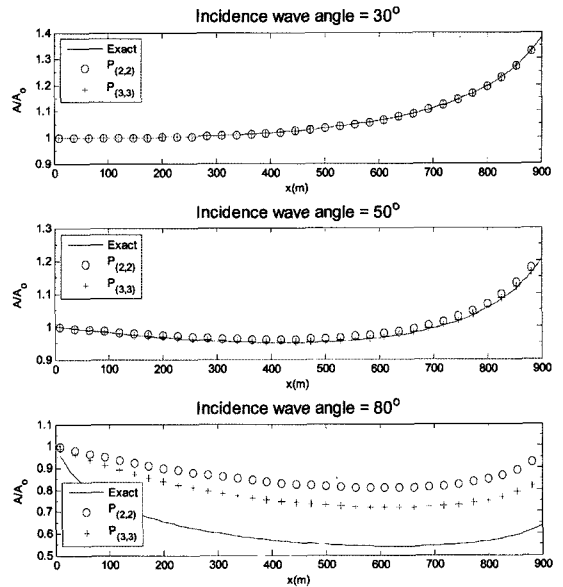 Incidence wave angle = 30°
1.4
1.3
1.2
1.1
1
0.9
A/Ao
Exact
P(2,2)
P(3,3)
0 100 200 300 400 500 600 700 800 900
x(m)
Incidence wave angle = 50°
1.3
1.2
1.1
1
0.9
A/Ao
Exact
P(2,2)
P(3,3)
0 100 200 300 400 500 600 700 800 900
x(m)
Incidence wave angle = 80°
1.1
1
0.9
0.8
0.7
0.6
0.5
A/Ao
Exact
P(2,2)
P(3,3)
0 100 200 300 400 500 600 700 800 900
x(m)